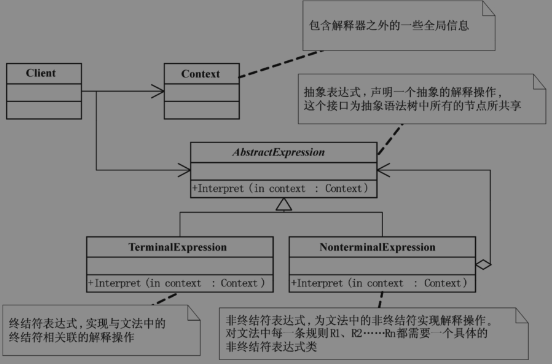 包含解释器之外的一些全局信息
Client
Context
抽象表达式，声明一个抽象的解释操作，
这个接口为抽象语法树中所有的节点所共享
AbstractExpression
+Interpret(in context : Context)
TerminalExpression
NonterminalExpression
+Interpret(in context : Context)
+Interpret(in context : Context)
终结符表达式，实现与文法中的
终结符相关联的解释操作
非终结符表达式，为文法中的非终结符实现解释操作。
对文法中每一条规则R1、R2……Rn都需要一个具体的
非终结符表达式类